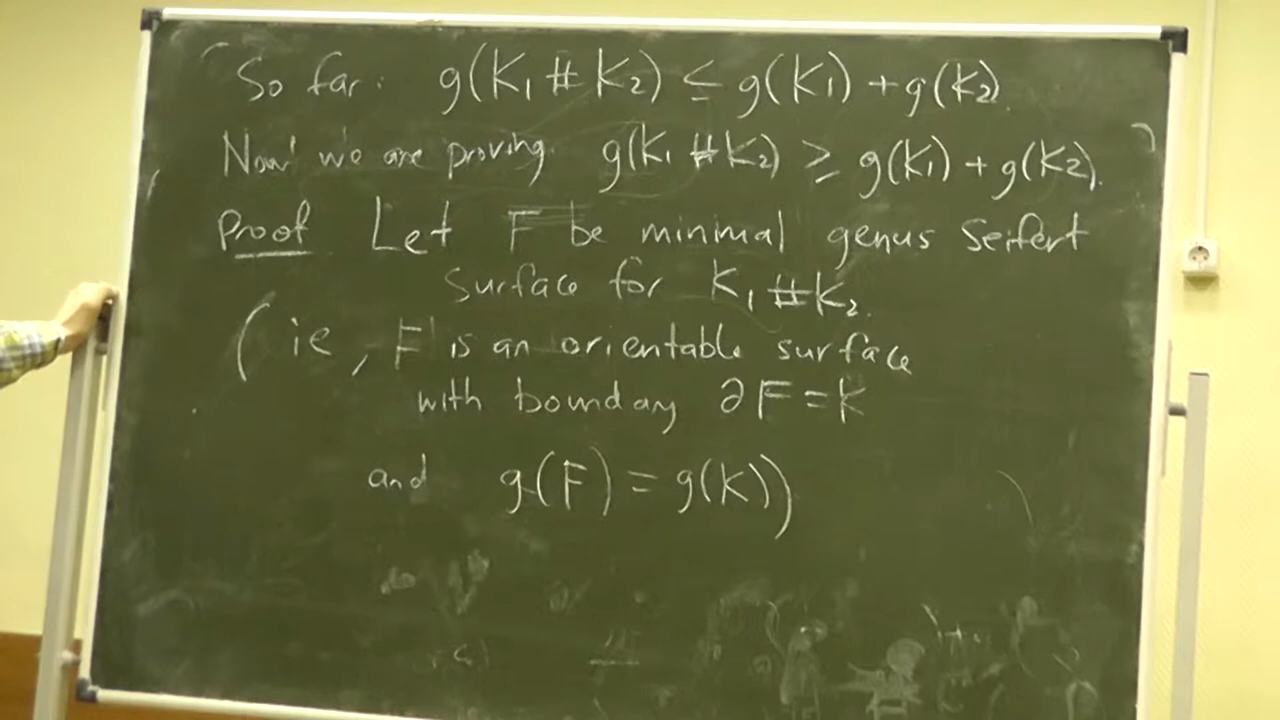 So far: g(K₁ # K₂) ≤ g(K₁) + g(K₂).
Now we are proving. g(K₁ # K₂) ≥ g(K₁) + g(K₂).
Proof Let F be minimal genus Seifert
surface for K₁ # K₂.
(ie, F is an orientable surface
with boundary ∂F = K
and g(F) = g(K))